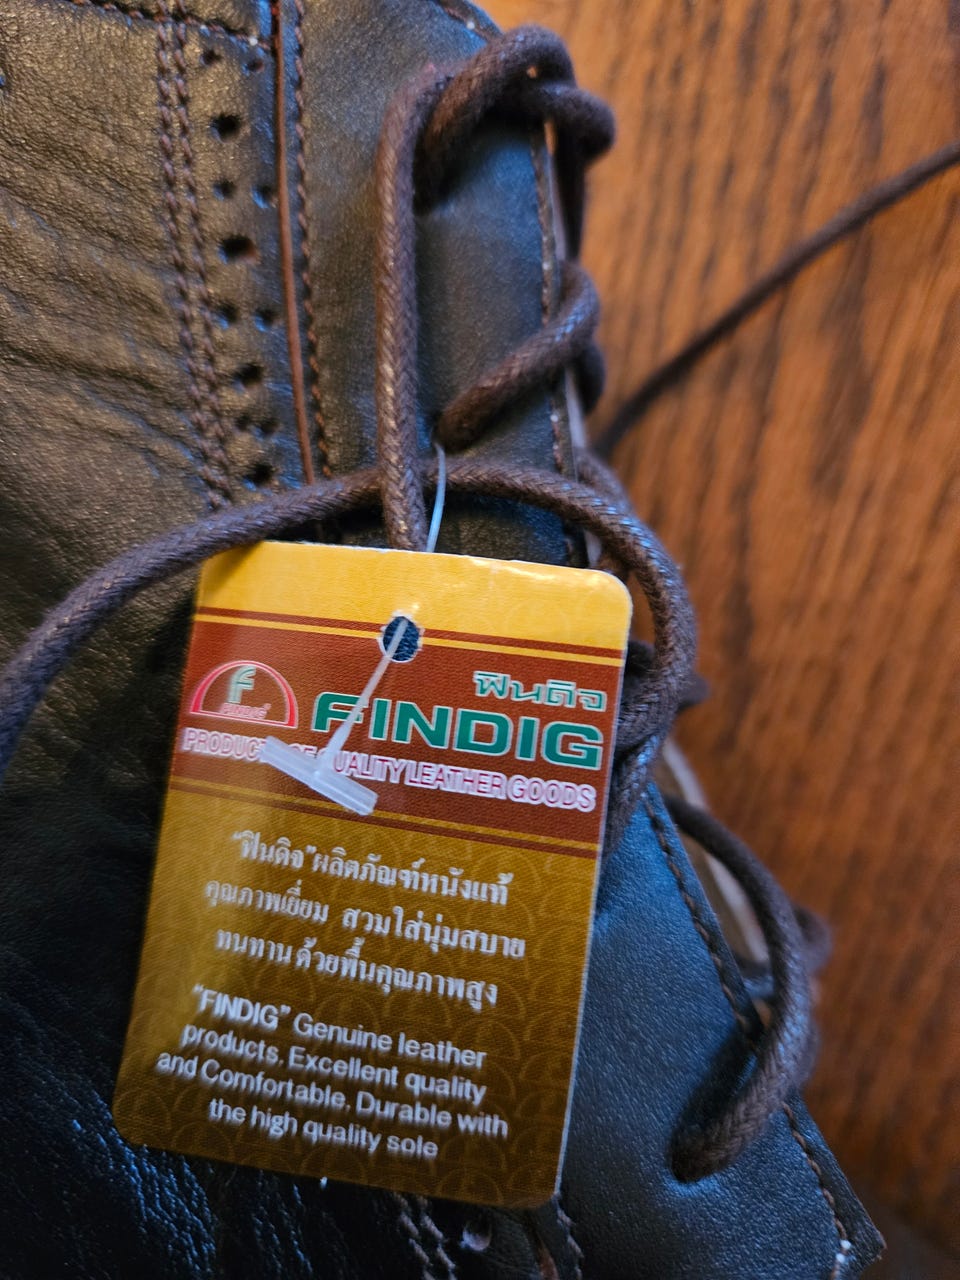 ฟินดิจ
FINDIG
PRODUCT OF QUALITY LEATHER GOODS
"ฟินดิจ"ผลิตภัณฑ์หนังแท้
คุณภาพเยี่ยม สวมใส่นุ่มสบาย
ทนทาน ด้วยพื้นคุณภาพสูง
"FINDIG" Genuine leather
products, Excellent quality
and Comfortable, Durable with
the high quality sole